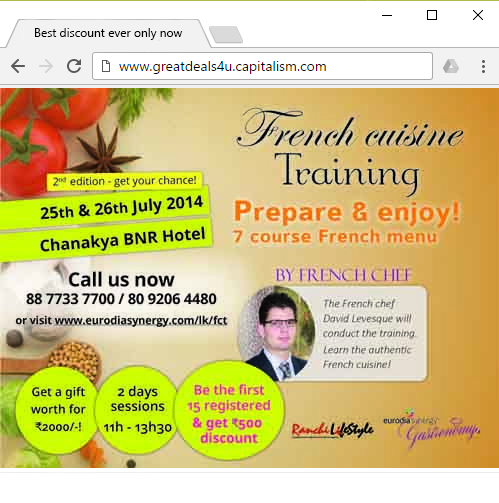 Best discount ever only now
www.greatdeals4u.capitalism.com
French cuisine
Training
2nd edition - get your chance!
25th & 26th July 2014
Chanakya BNR Hotel
Prepare & enjoy!
7 course French menu
Call us now
88 7733 7700 / 80 9206 4480
or visit www.eurodiasynergy.com/lk/fct
BY FRENCH CHEF
The French chef
David Levesque will
conduct the training.
Learn the authentic
French cuisine!
Get a gift
worth for
₹2000/-!
2 days
sessions
11h - 13h30
Be the first
15 registered
& get ₹500
discount
Ranchi LifeStyle
eurodia synergy
Gastronomy